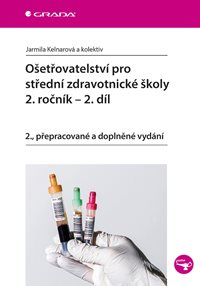 GRADA
Jarmila Kelnarová a kolektiv
Ošetřovatelství pro
střední zdravotnické školy
2. ročník – 2. díl
2., přepracované a doplněné vydání